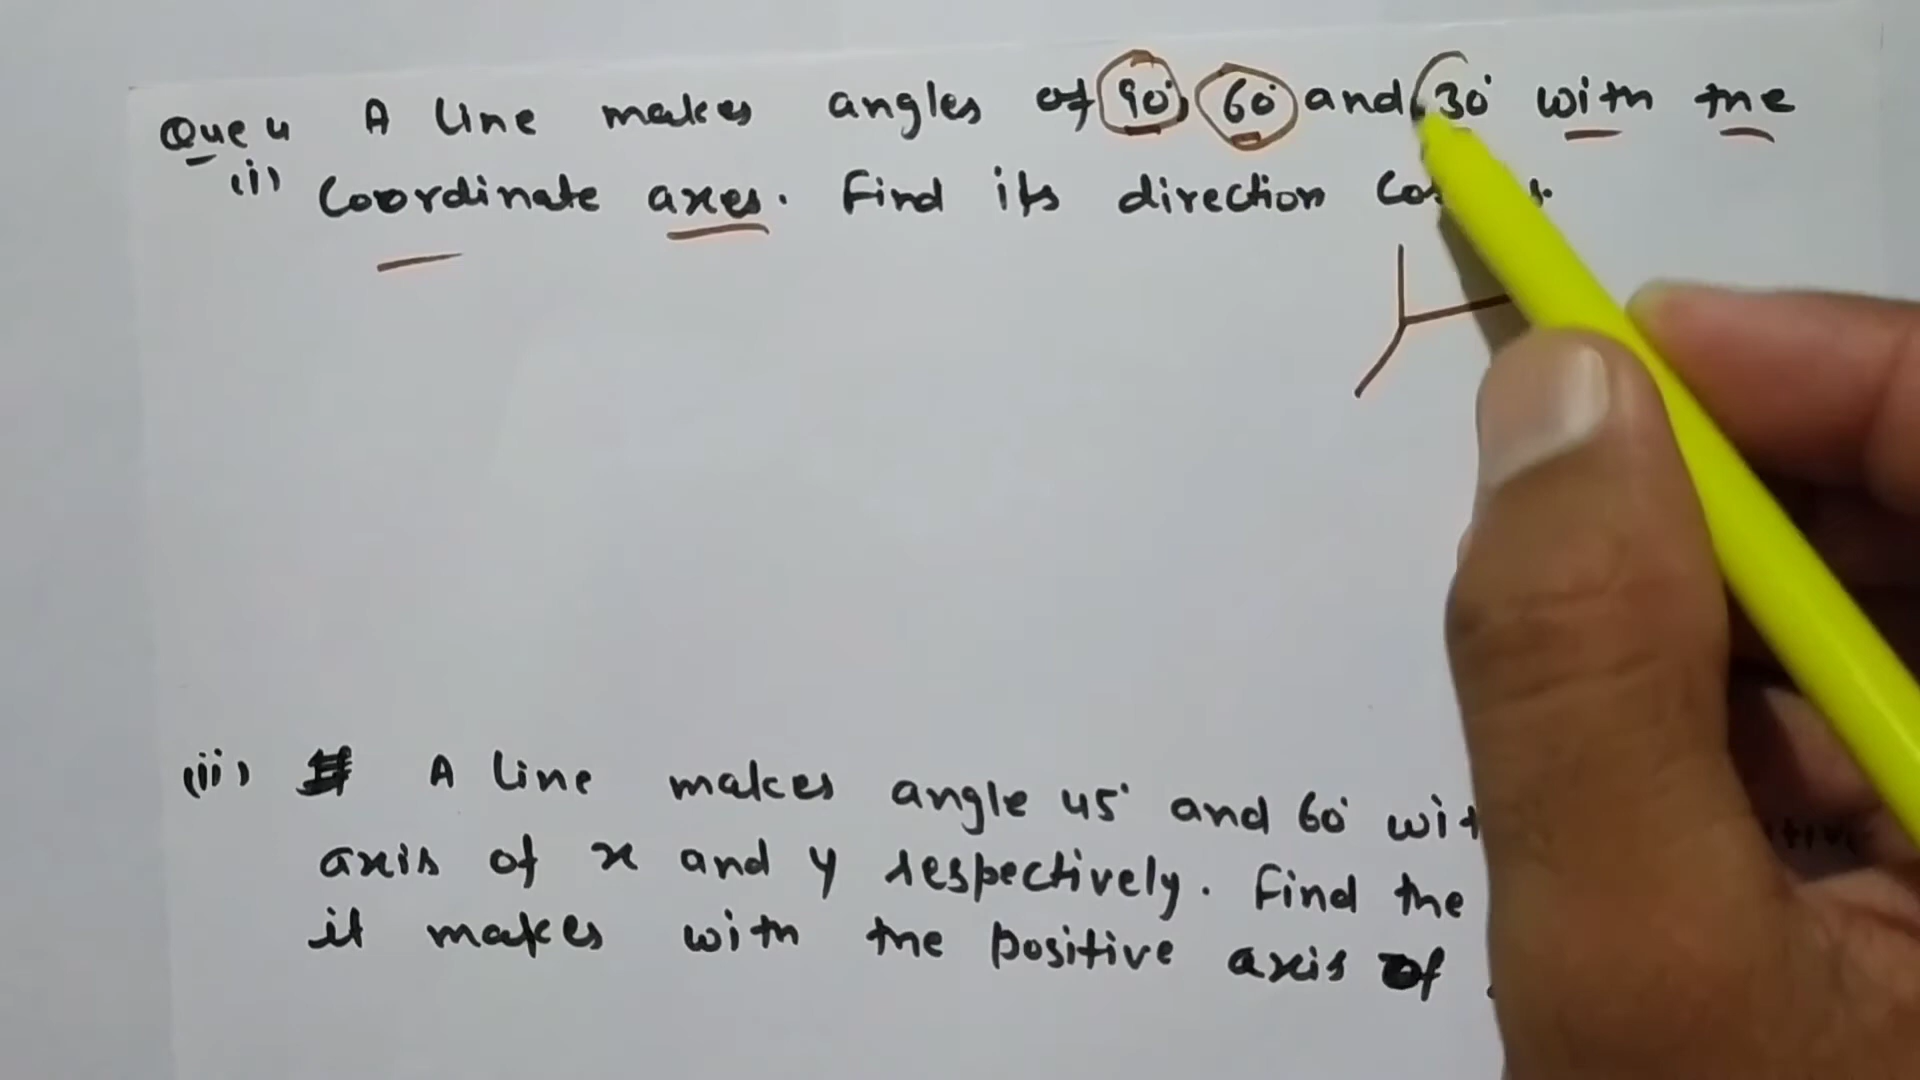 Que 4 A line makes angles of 90°, 60° and 30° with the
(i) Coordinate axes. Find its direction
(ii) A line makes angle 45° and 60°
axis of x and y respectively. Find the
it makes with the positive axis of